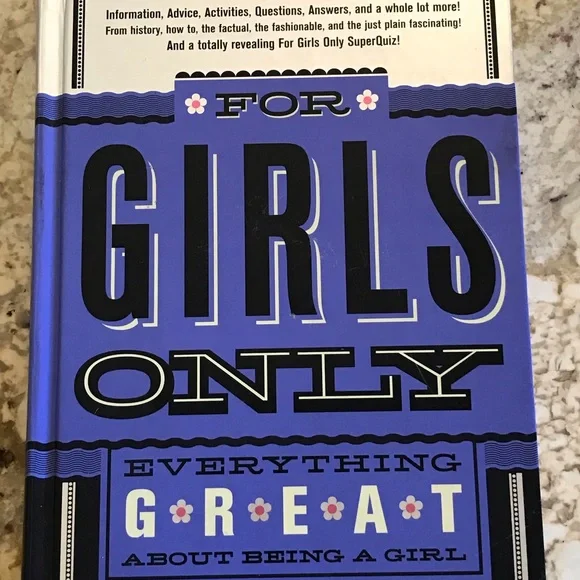 Information, Advice, Activities, Questions, Answers, and a whole lot more!
From history, how to, the factual, the fashionable, and the just plain fascinating!
And a totally revealing For Girls Only SuperQuiz!
FOR
GIRLS
ONLY
EVERYTHING
G•R•E•A•T
ABOUT BEING A GIRL